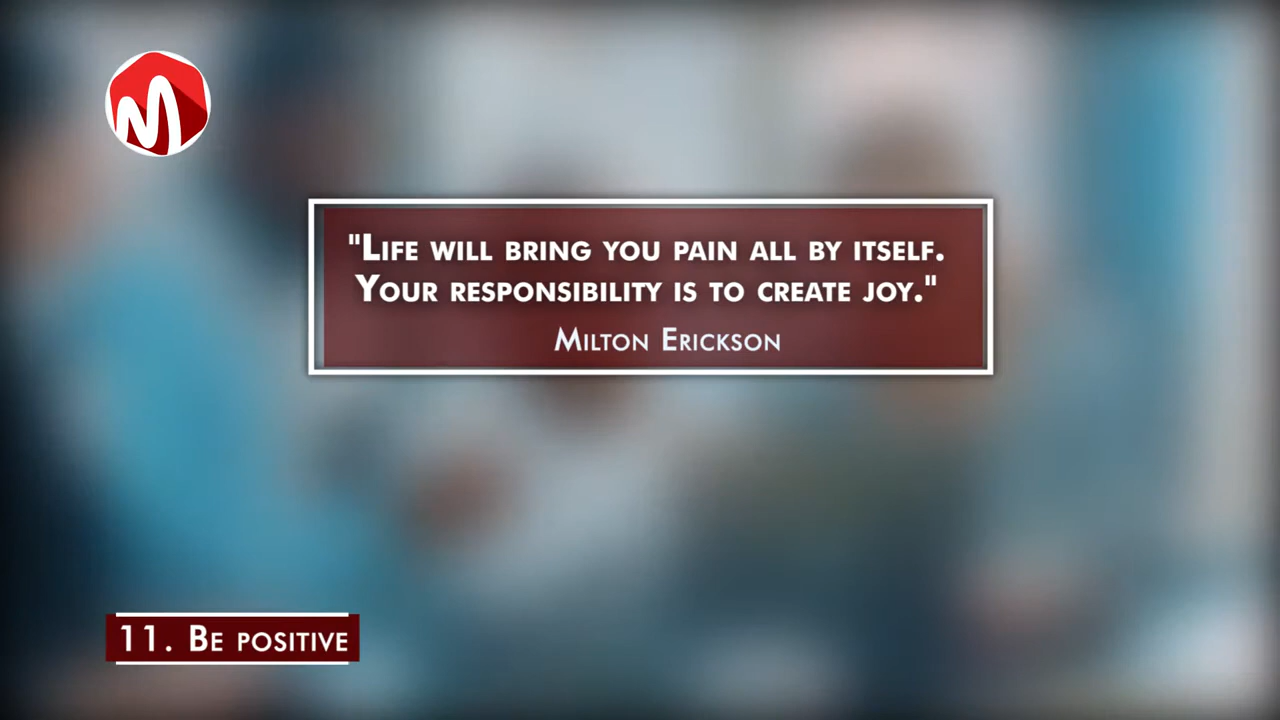 "Life will bring you pain all by itself.
Your responsibility is to create joy."
Milton Erickson
11. Be positive